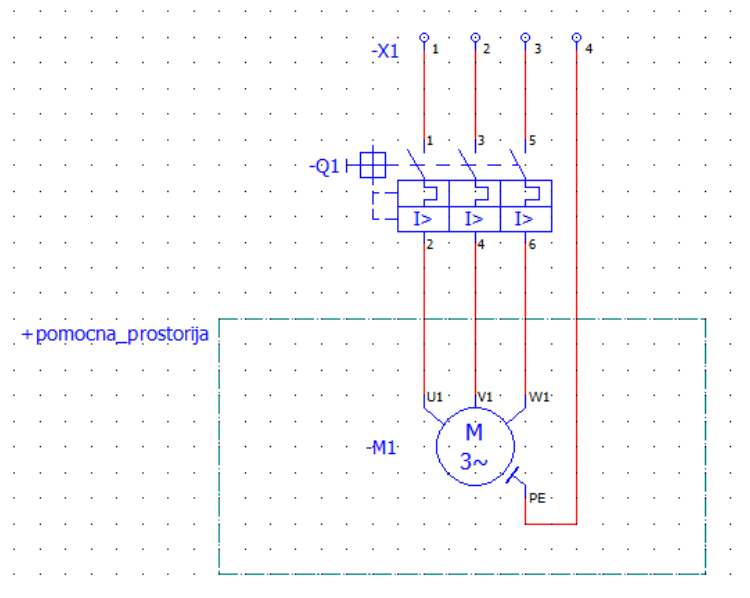 -X1 1 2 3 4
1 3 5
-Q1
I> I> I>
2 4 6
+pomocna_prostorija
U1 V1 W1
-M1 M
3~
PE